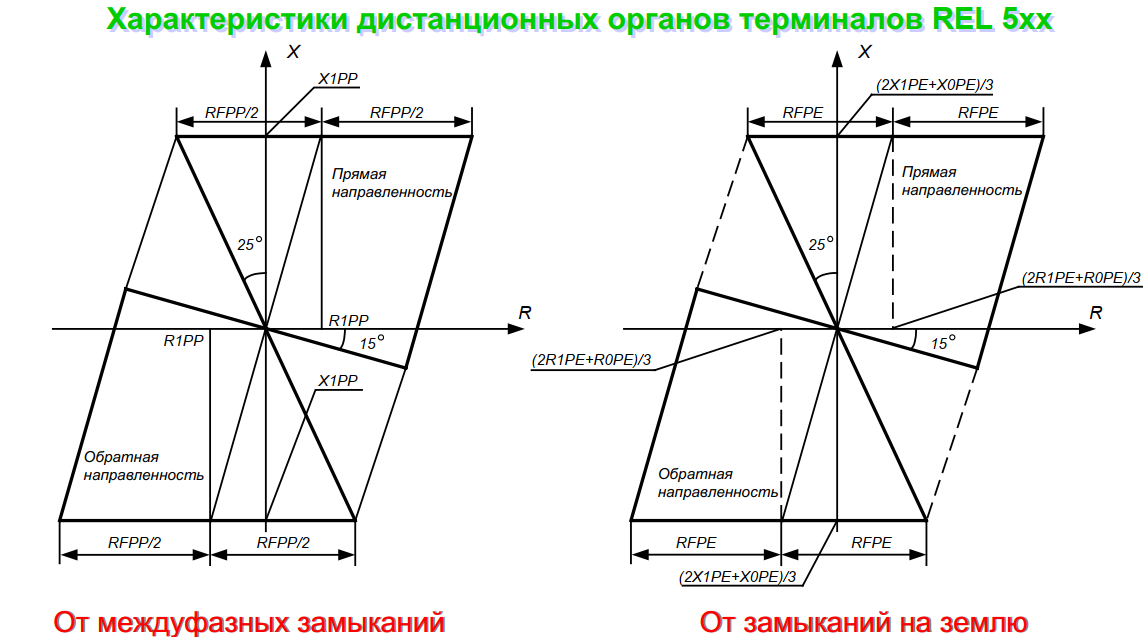 Характеристики дистанционных органов терминалов REL 5xx
X
X1PP
RFPP/2
RFPP/2
Прямая
направленность
25°
R
R1PP
R1PP
15°
X1PP
Обратная
направленность
RFPP/2
RFPP/2
От междуфазных замыканий
X
(2X1PE+X0PE)/3
RFPE
RFPE
Прямая
направленность
25°
(2R1PE+R0PE)/3
R
15°
(2R1PE+R0PE)/3
Обратная
направленность
RFPE
RFPE
(2X1PE+X0PE)/3
От замыканий на землю